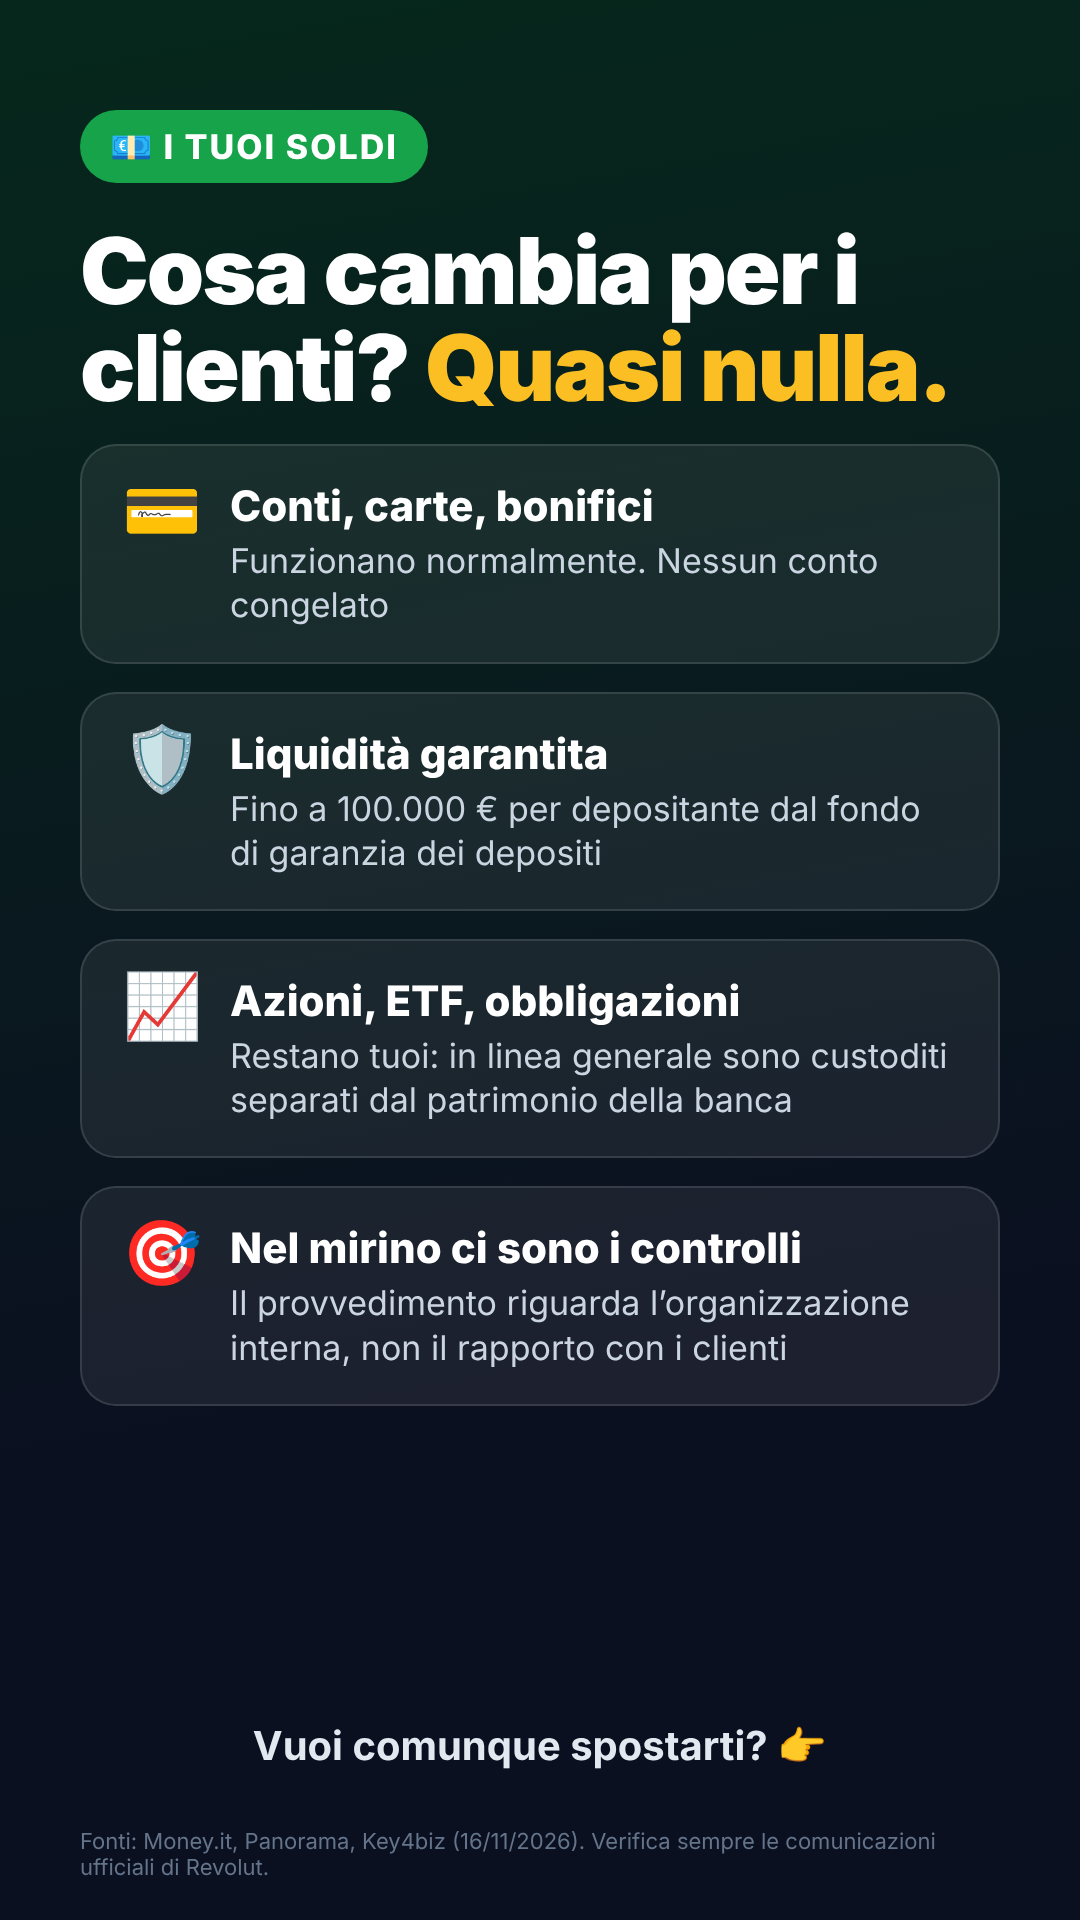 💶 I TUOI SOLDI
Cosa cambia per i
clienti? Quasi nulla.
Conti, carte, bonifici
Funzionano normalmente. Nessun conto
congelato
Liquidità garantita
Fino a 100.000 € per depositante dal fondo
di garanzia dei depositi
Azioni, ETF, obbligazioni
Restano tuoi: in linea generale sono custoditi
separati dal patrimonio della banca
Nel mirino ci sono i controlli
Il provvedimento riguarda l’organizzazione
interna, non il rapporto con i clienti
Vuoi comunque spostarti? 👉
Fonti: Money.it, Panorama, Key4biz (16/11/2026). Verifica sempre le comunicazioni
ufficiali di Revolut.